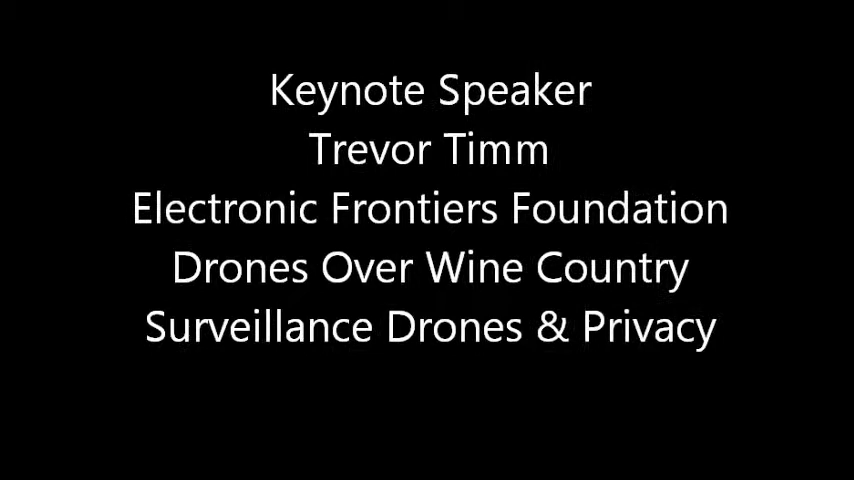 Keynote Speaker
Trevor Timm
Electronic Frontiers Foundation
Drones Over Wine Country
Surveillance Drones & Privacy